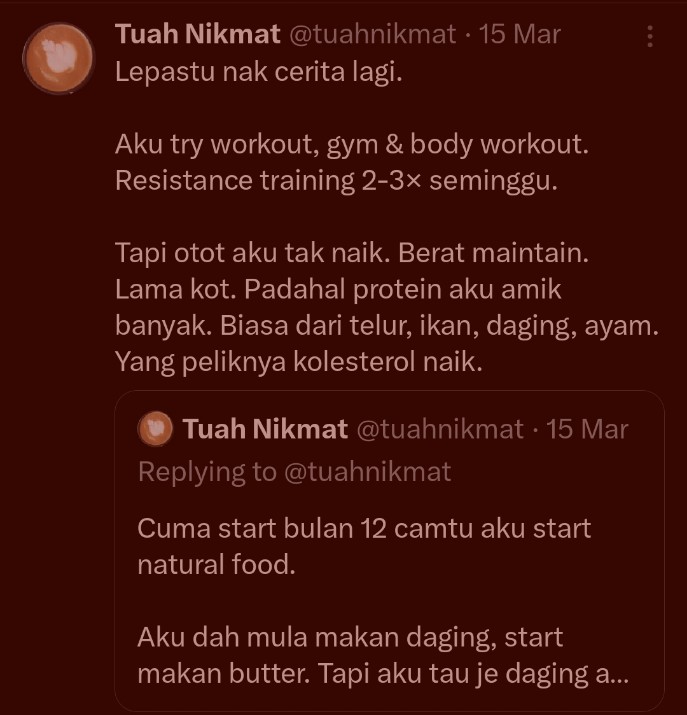 Tuah Nikmat @tuahnikmat · 15 Mar
Lepastu nak cerita lagi.
Aku try workout, gym & body workout.
Resistance training 2-3× seminggu.
Tapi otot aku tak naik. Berat maintain.
Lama kot. Padahal protein aku amik
banyak. Biasa dari telur, ikan, daging, ayam.
Yang peliknya kolesterol naik.
Tuah Nikmat @tuahnikmat · 15 Mar
Replying to @tuahnikmat
Cuma start bulan 12 camtu aku start
natural food.
Aku dah mula makan daging, start
makan butter. Tapi aku tau je daging a...